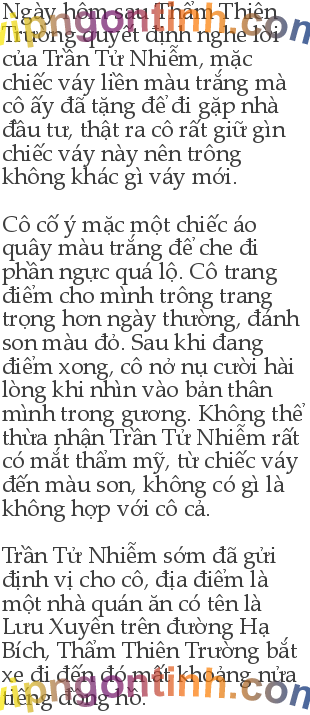 Ngày hôm sau Thẩm Thiên
Trường quyết định nghe lời
của Trần Tử Nhiễm, mặc
chiếc váy liền màu trắng mà
cô ấy đã tặng để đi gặp nhà
đầu tư, thật ra cô rất giữ gìn
chiếc váy này nên trông
không khác gì váy mới.

Cô cố ý mặc một chiếc áo
quây màu trắng để che đi
phần ngực quá lộ. Cô trang
điểm cho mình trông trang
trọng hơn ngày thường, đánh
son màu đỏ. Sau khi đang
điểm xong, cô nở nụ cười hài
lòng khi nhìn vào bản thân
mình trong gương. Không thể
thừa nhận Trần Tử Nhiễm rất
có mắt thẩm mỹ, từ chiếc váy
đến màu son, không có gì là
không hợp với cô cả.

Trần Tử Nhiễm sớm đã gửi
định vị cho cô, địa điểm là
một nhà quán ăn có tên là
Lưu Xuyên trên đường Hạ
Bích, Thẩm Thiên Trường bắt
xe đi đến đó mất khoảng nửa
tiếng đồng hồ.
vipngontinh.com
vipngontinh.com